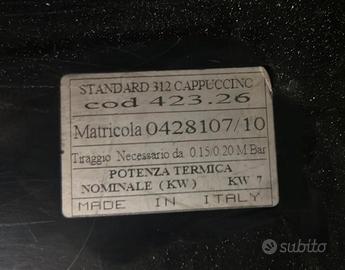 STANDARD 312 CAPPUCCINC
cod 423.26
Matricola 0428107/10
Tiraggio Necessario da 0.15/0.20 M Bar
POTENZA TERMICA
NOMINALE (KW) KW 7
MADE IN ITALY
subito